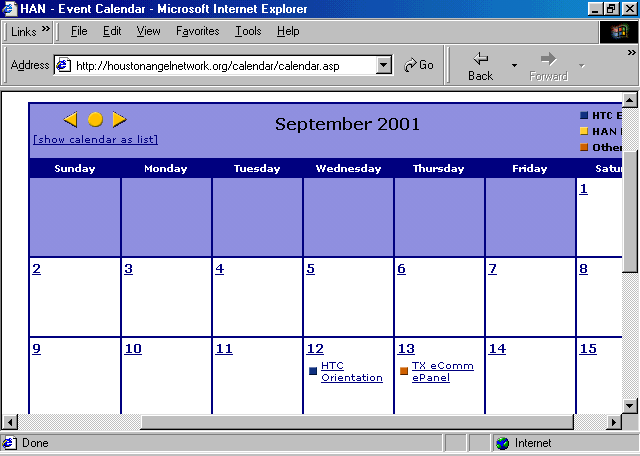 HAN - Event Calendar - Microsoft Internet Explorer
Links » File Edit View Favorites Tools Help
Address http://houstonangelnetwork.org/calendar/calendar.asp Go Back Forward »
September 2001
HTC E
HAN
[show calendar as list]
Other
Sunday Monday Tuesday Wednesday Thursday Friday Satu
1
2 3 4 5 6 7 8
9 10 11 12 13 14 15
HTC Orientation
TX eComm ePanel
Done Internet